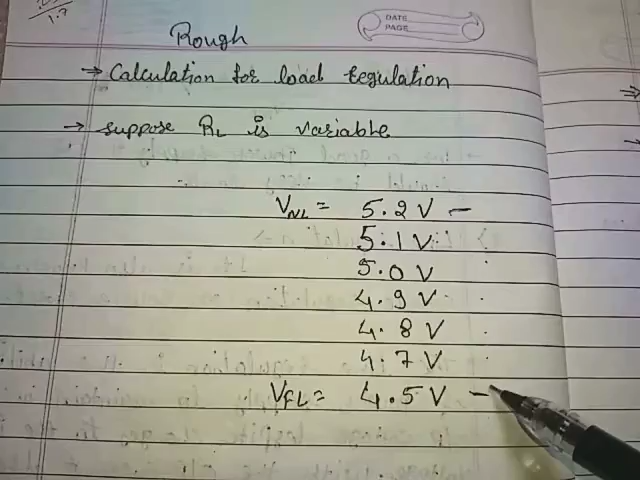 DATE
PAGE
Rough
→ Calculation for load regulation
→ suppose RL is variable
VNL = 5.2 V —
5.1 V
5.0 V
4.9 V
4.8 V
4.7 V
VFL = 4.5 V —